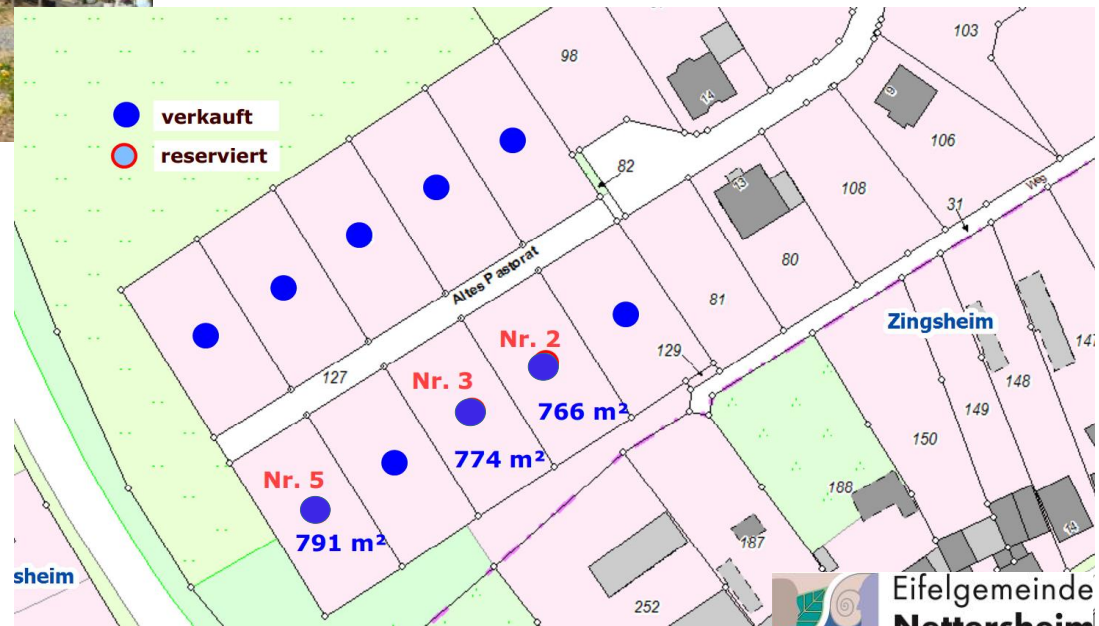 103
98
14
9
verkauft
106
reserviert
82
13
108
31
Weg
Altes Pastorat
80
81
Zingsheim
Nr. 2
129
147
127
Nr. 3
148
766 m²
149
774 m²
150
Nr. 5
188
791 m²
14
187
sheim
252
Eifelgemeinde
Nettersheim